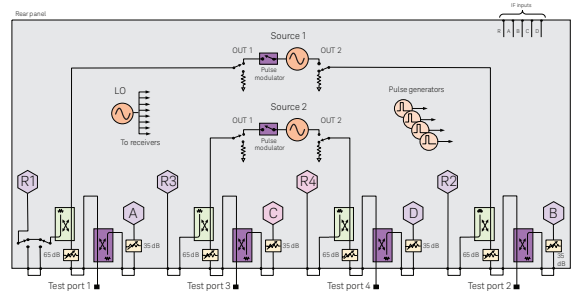 Rear panel
IF inputs
R A B C D
Source 1
OUT 1
OUT 2
Pulse
modulator
LO
To receivers
Source 2
OUT 1
OUT 2
Pulse
modulator
Pulse generators
R1
R3
R4
R2
A
C
D
B
65 dB
35 dB
65 dB
35 dB
65 dB
35 dB
65 dB
35
dB
Test port 1
Test port 3
Test port 4
Test port 2